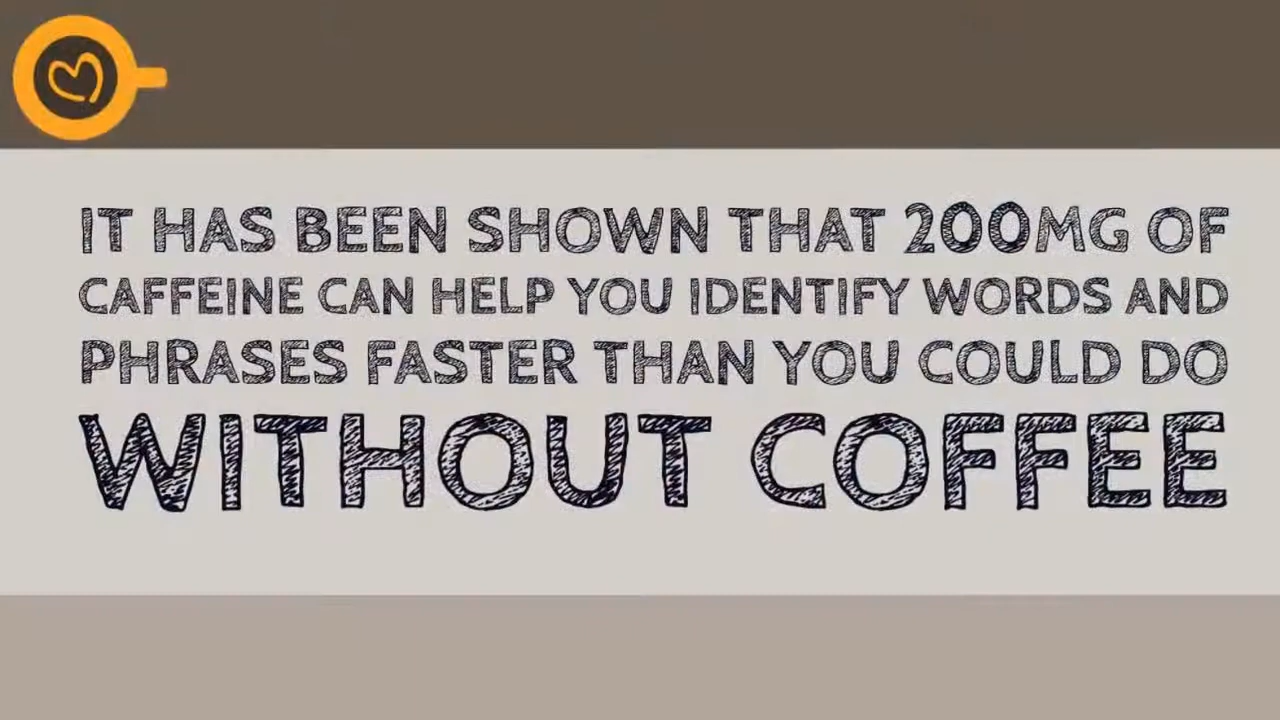 IT HAS BEEN SHOWN THAT 200MG OF
CAFFEINE CAN HELP YOU IDENTIFY WORDS AND
PHRASES FASTER THAN YOU COULD DO
WITHOUT COFFEE